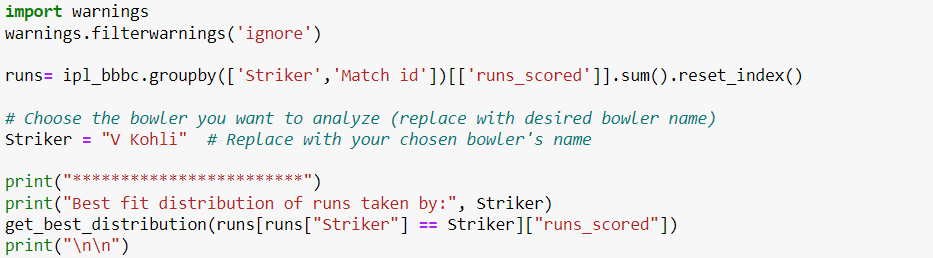 import warnings
warnings.filterwarnings('ignore')
runs= ipl_bbbc.groupby(['Striker','Match id'])[['runs_scored']].sum().reset_index()
# Choose the bowler you want to analyze (replace with desired bowler name)
Striker = "V Kohli"  # Replace with your chosen bowler's name
print("************************")
print("Best fit distribution of runs taken by:", Striker)
get_best_distribution(runs[runs["Striker"] == Striker]["runs_scored"])
print("\n\n")